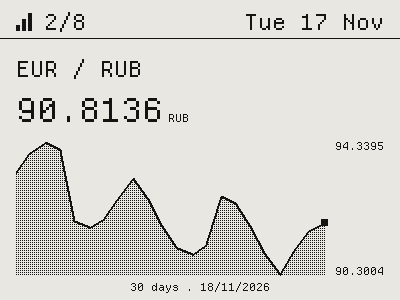 2/8 Tue 17 Nov
EUR / RUB
90.8136 RUB
94.3395
90.3004
30 days . 18/11/2026